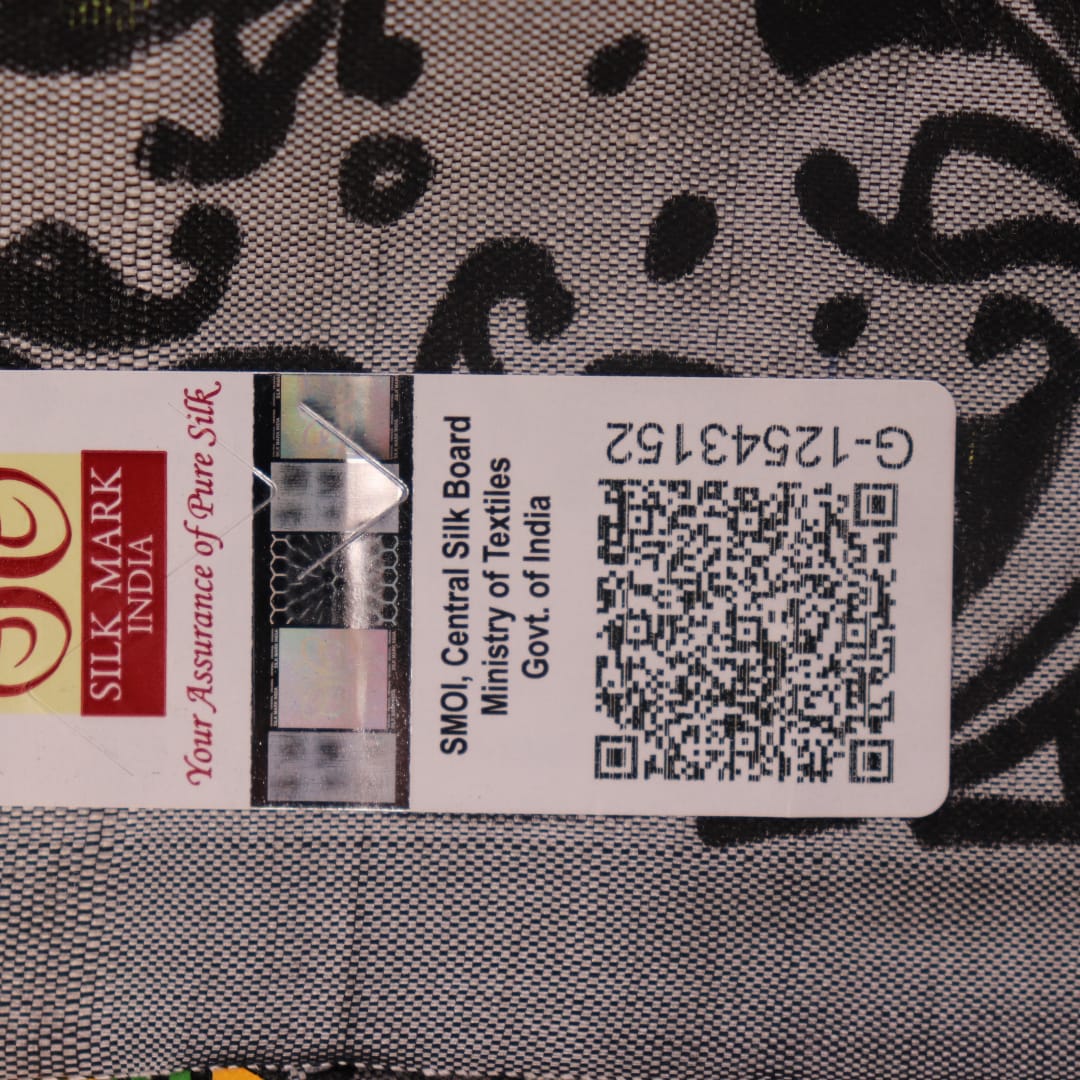 SILK MARK
INDIA
Your Assurance of Pure Silk
SMOI, Central Silk Board
Ministry of Textiles
Govt. of India
G-12543152